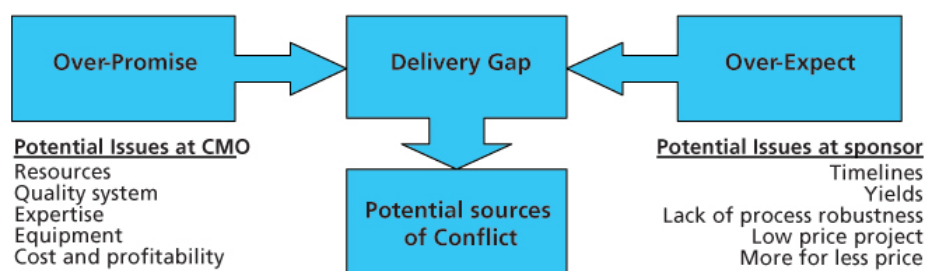 Over-Promise
Delivery Gap
Over-Expect
Potential Issues at CMO
Resources
Quality system
Expertise
Equipment
Cost and profitability
Potential sources
of Conflict
Potential Issues at sponsor
Timelines
Yields
Lack of process robustness
Low price project
More for less price